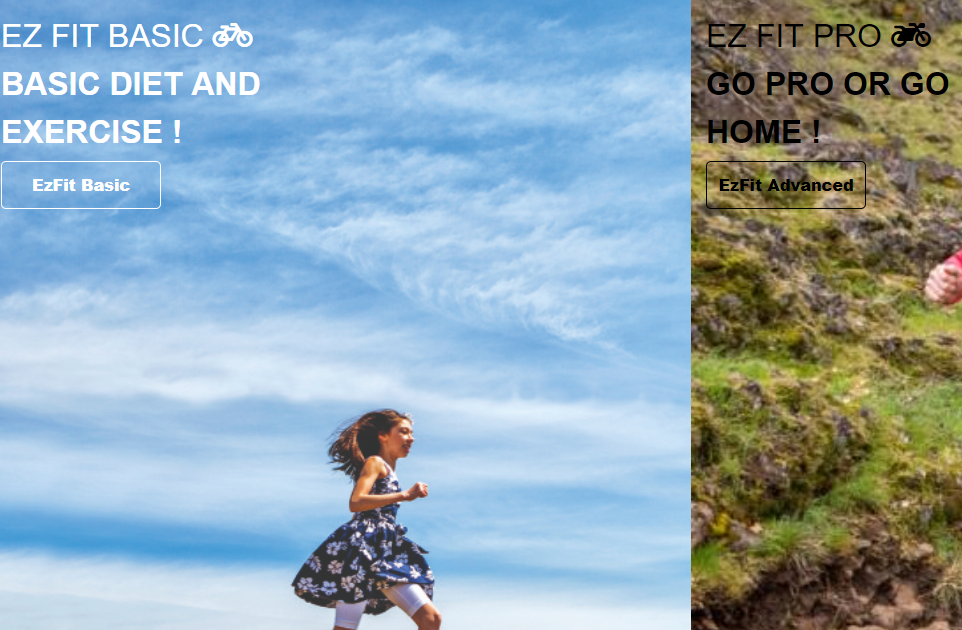 EZ FIT BASIC
BASIC DIET AND
EXERCISE !
EzFit Basic
EZ FIT PRO
GO PRO OR GO
HOME !
EzFit Advanced